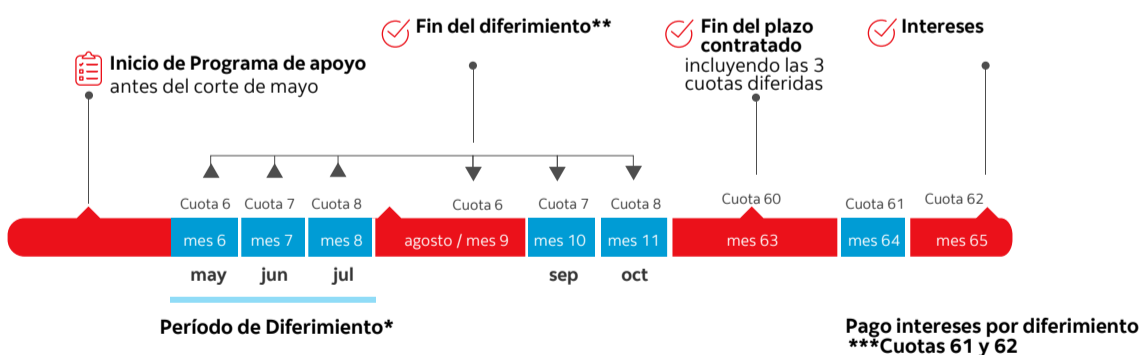 Inicio de Programa de apoyo
antes del corte de mayo
Fin del diferimiento**
Fin del plazo
contratado
incluyendo las 3
cuotas diferidas
Intereses
Cuota 6 Cuota 7 Cuota 8 Cuota 6 Cuota 7 Cuota 8 Cuota 60 Cuota 61 Cuota 62
mes 6 mes 7 mes 8 agosto / mes 9 mes 10 mes 11 mes 63 mes 64 mes 65
may jun jul sep oct
Período de Diferimiento*
Pago intereses por diferimiento
***Cuotas 61 y 62